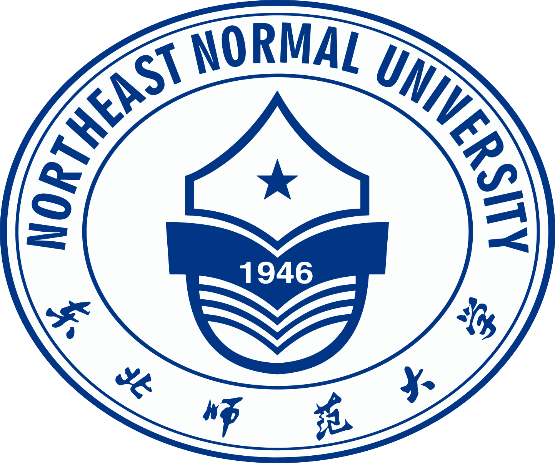 NORTHEAST NORMAL UNIVERSITY
1946
东北师范大学